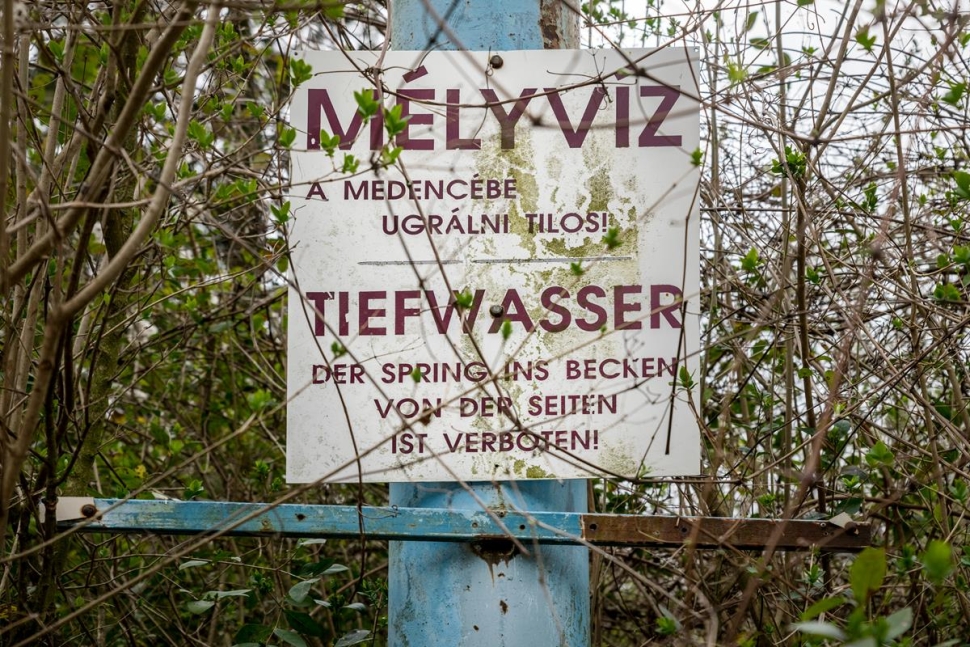 MÉLYVIZ
A MEDENCÉBE
UGRÁLNI TILOS!
TIEFWASSER
DER SPRING INS BECKEN
VON DER SEITEN
IST VERBOTEN!